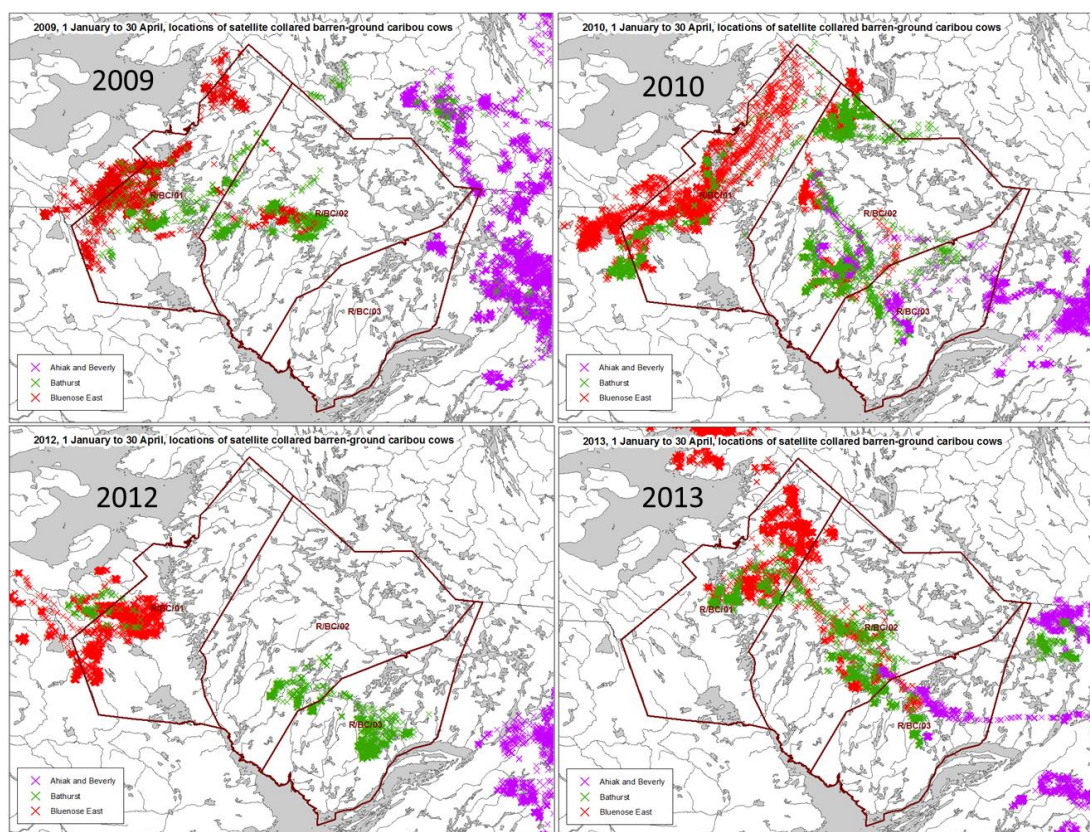 2009, 1 January to 30 April, locations of satellite collared barren-ground caribou cows
2009
R/BC/01
R/BC/02
R/BC/03
Ahiak and Beverly
Bathurst
Bluenose East
2010, 1 January to 30 April, locations of satellite collared barren-ground caribou cows
2010
R/BC/01
R/BC/02
R/BC/03
Ahiak and Beverly
Bathurst
Bluenose East
2012, 1 January to 30 April, locations of satellite collared barren-ground caribou cows
2012
R/BC/01
R/BC/02
R/BC/03
Ahiak and Beverly
Bathurst
Bluenose East
2013, 1 January to 30 April, locations of satellite collared barren-ground caribou cows
2013
R/BC/01
R/BC/02
R/BC/03
Ahiak and Beverly
Bathurst
Bluenose East